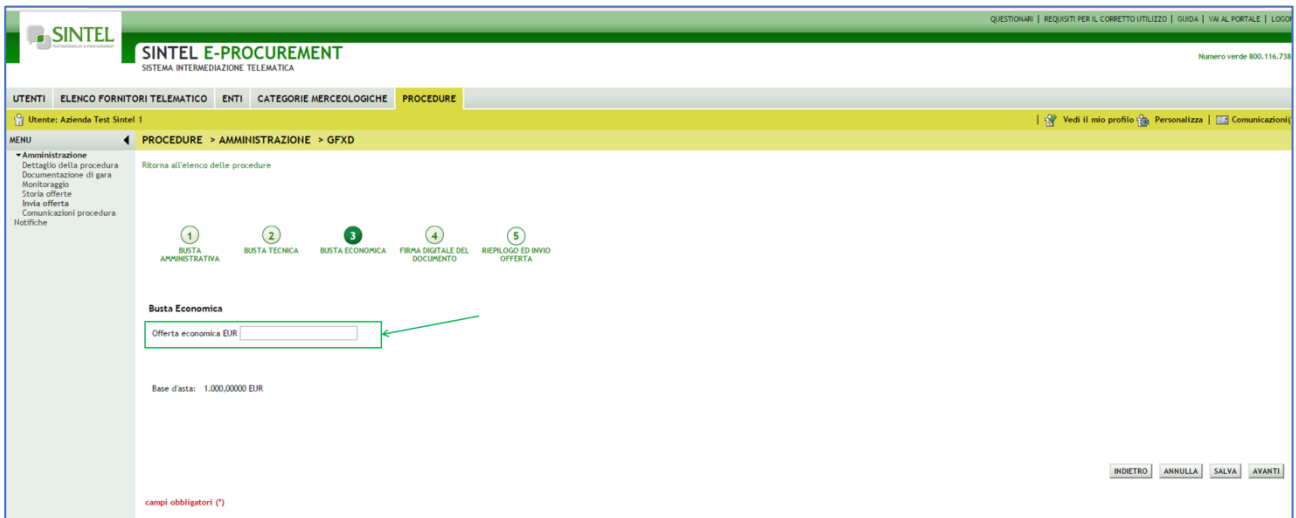 QUESTIONARI | REQUISITI PER IL CORRETTO UTILIZZO | GUIDA | VAI AL PORTALE |
SINTEL
SINTEL E-PROCUREMENT
SISTEMA INTERMEDIAZIONE TELEMATICA
Numero verde 800.116.738
UTENTI ELENCO FORNITORI TELEMATICO ENTI CATEGORIE MERCEOLOGICHE PROCEDURE
Utente: Azienda Test Sintel 1
| Vedi il mio profilo Personalizza | Comunicazioni(
MENU
PROCEDURE > AMMINISTRAZIONE > GFXD
Amministrazione
Dettaglio della procedura
Documentazione di gara
Monitoraggio
Storia offerte
Invia offerta
Comunicazioni procedura
Notifiche
Ritorna all'elenco delle procedure
1 BUSTA AMMINISTRATIVA
2 BUSTA TECNICA
3 BUSTA ECONOMICA
4 FIRMA DIGITALE DEL DOCUMENTO
5 RIEPILOGO ED INVIO OFFERTA
Busta Economica
Offerta economica EUR
Base d'asta: 1.000,00000 EUR
INDIETRO ANNULLA SALVA AVANTI
campi obbligatori (*)